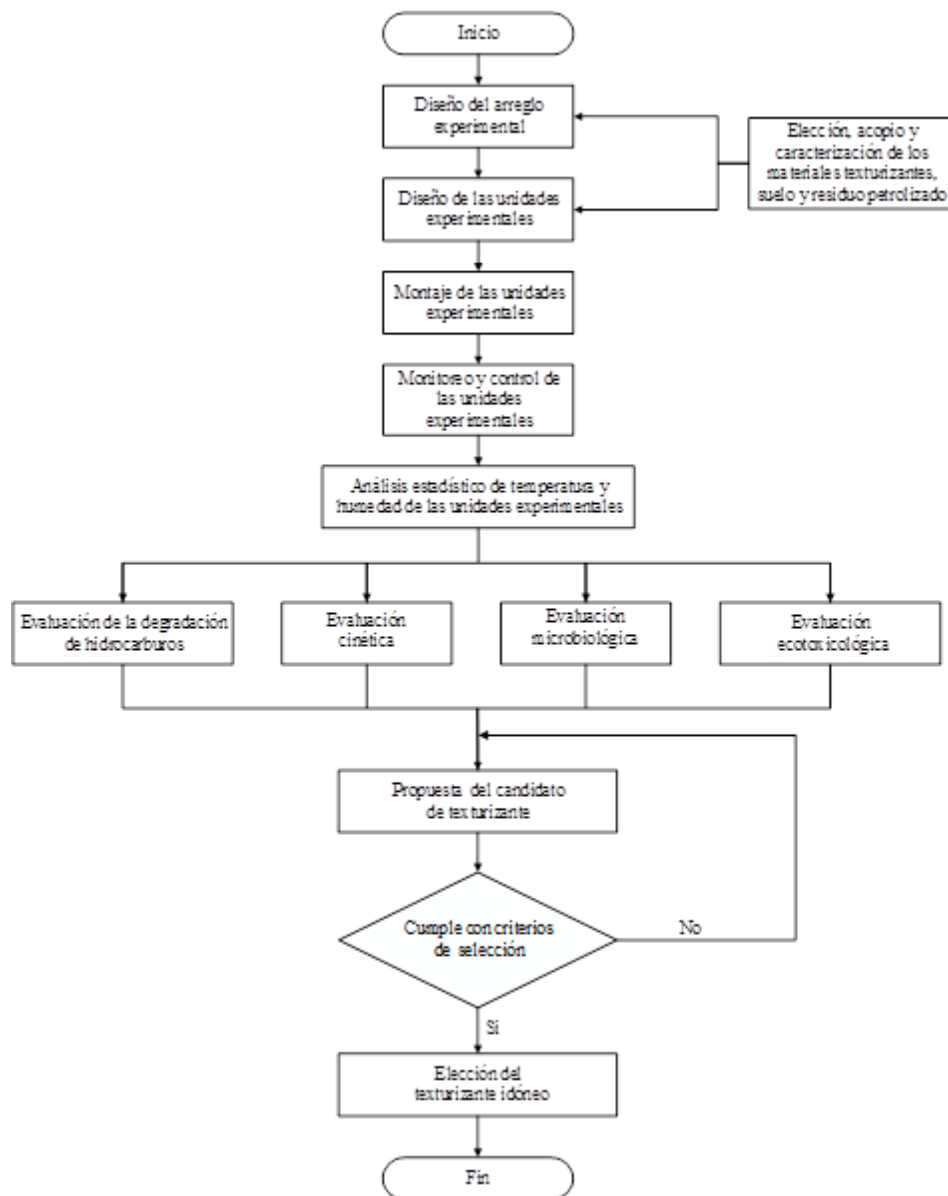 Inicio
Diseño del arreglo
experimental
Elección, acopio y
caracterización de los
materiales texturizantes,
suelo y residuo petrolizado
Diseño de las unidades
experimentales
Montaje de las unidades
experimentales
Monitoreo y control de
las unidades
experimentales
Análisis estadístico de temperatura y
humedad de las unidades experimentales
Evaluación de la degradación
de hidrocarburos
Evaluación
cinética
Evaluación
microbiológica
Evaluación
ecotoxicológica
Propuesta del candidato
de texturizante
Cumple con criterios
de selección
No
Si
Elección del
texturizante idóneo
Fin